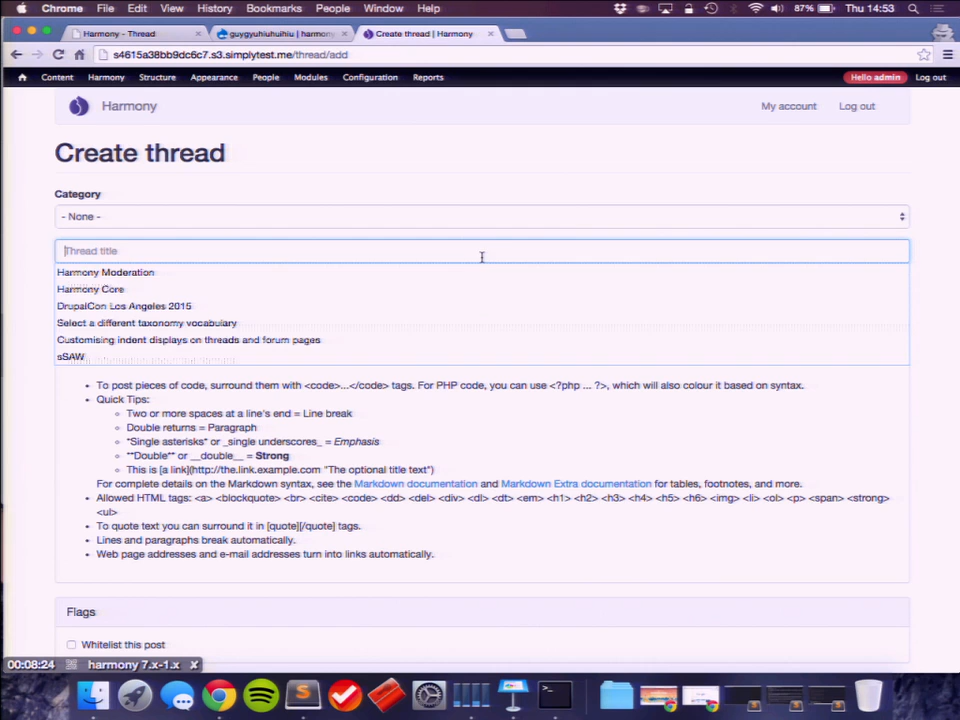 Chrome File Edit View History Bookmarks People Window Help 87% Thu 14:53
Harmony - Thread
guygyuhiuhuihiu | harmony
Create thread | Harmony
s4615a38bb9dc6c7.s3.simplytest.me/thread/add
Content Harmony Structure Appearance People Modules Configuration Reports Hello admin Log out
Harmony My account Log out
Create thread
Category
- None -
Thread title
Harmony Moderation
Harmony Core
DrupalCon Los Angeles 2015
Select a different taxonomy vocabulary
Customising indent displays on threads and forum pages
sSAW
To post pieces of code, surround them with <code>...</code> tags. For PHP code, you can use <?php ... ?>, which will also colour it based on syntax.
Quick Tips:
Two or more spaces at a line's end = Line break
Double returns = Paragraph
*Single asterisks* or _single underscores_ = Emphasis
**Double** or __double__ = Strong
This is [a link](http://the.link.example.com "The optional title text")
For complete details on the Markdown syntax, see the Markdown documentation and Markdown Extra documentation for tables, footnotes, and more.
Allowed HTML tags: <a> <blockquote> <br> <cite> <code> <dd> <del> <div> <dl> <dt> <em> <h1> <h2> <h3> <h4> <h5> <h6> <img> <li> <ol> <p> <span> <strong>
<ul>
To quote text you can surround it in [quote][/quote] tags.
Lines and paragraphs break automatically.
Web page addresses and e-mail addresses turn into links automatically.
Flags
Whitelist this post
00:08:24 harmony 7.x-1.x